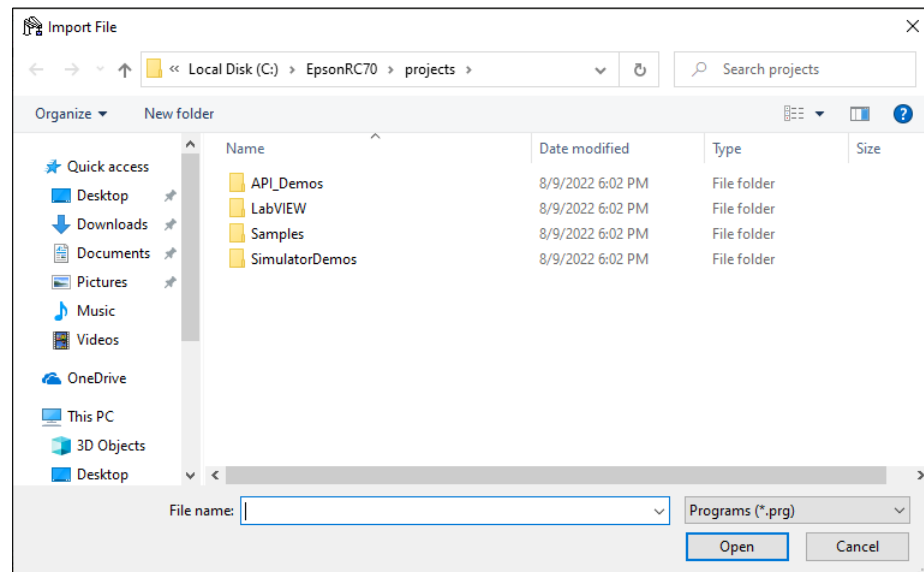 Import File
« Local Disk (C:) › EpsonRC70 › projects ›
Search projects
Organize
New folder
?
Name
Date modified
Type
Size
Quick access
Desktop
Downloads
Documents
Pictures
Music
Videos
OneDrive
This PC
3D Objects
Desktop
API_Demos 8/9/2022 6:02 PM File folder
LabVIEW 8/9/2022 6:02 PM File folder
Samples 8/9/2022 6:02 PM File folder
SimulatorDemos 8/9/2022 6:02 PM File folder
File name:
Programs (*.prg)
Open
Cancel